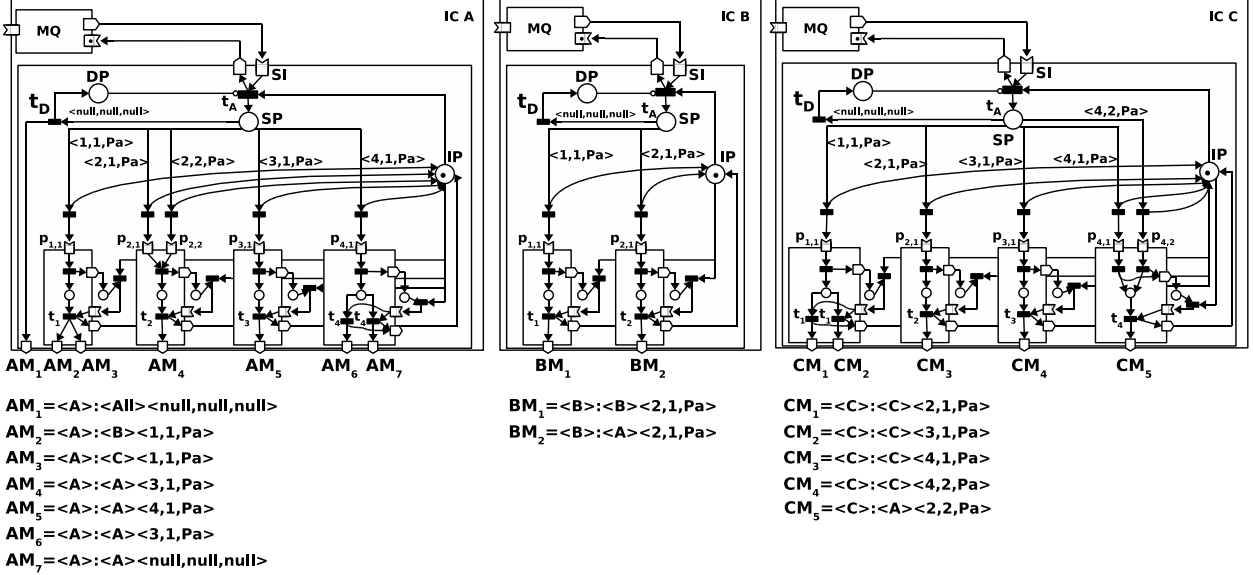 IC A
MQ
SI
DP
t_D
t_A
<null,null,null>
SP
<1,1,Pa>
<2,1,Pa>
<2,2,Pa>
<3,1,Pa>
<4,1,Pa>
IP
p_1,1
p_2,1
p_2,2
p_3,1
p_4,1
t_1
t_2
t_3
t_4
t_4
AM_1 AM_2 AM_3 AM_4 AM_5 AM_6 AM_7
AM_1=<A>:<All><null,null,null>
AM_2=<A>:<B><1,1,Pa>
AM_3=<A>:<C><1,1,Pa>
AM_4=<A>:<A><3,1,Pa>
AM_5=<A>:<A><4,1,Pa>
AM_6=<A>:<A><3,1,Pa>
AM_7=<A>:<A><null,null,null>
IC B
MQ
SI
DP
t_D
t_A
<null,null,null>
SP
<1,1,Pa>
<2,1,Pa>
IP
p_1,1
p_2,1
t_1
t_2
BM_1 BM_2
BM_1=<B>:<B><2,1,Pa>
BM_2=<B>:<A><2,1,Pa>
IC C
MQ
SI
DP
t_D
t_A
<null,null,null>
SP
<4,2,Pa>
<1,1,Pa>
<2,1,Pa>
<3,1,Pa>
<4,1,Pa>
IP
p_1,1
p_2,1
p_3,1
p_4,1
p_4,2
t_1
t_1
t_2
t_3
t_4
CM_1 CM_2 CM_3 CM_4 CM_5
CM_1=<C>:<C><2,1,Pa>
CM_2=<C>:<C><3,1,Pa>
CM_3=<C>:<C><4,1,Pa>
CM_4=<C>:<C><4,2,Pa>
CM_5=<C>:<A><2,2,Pa>